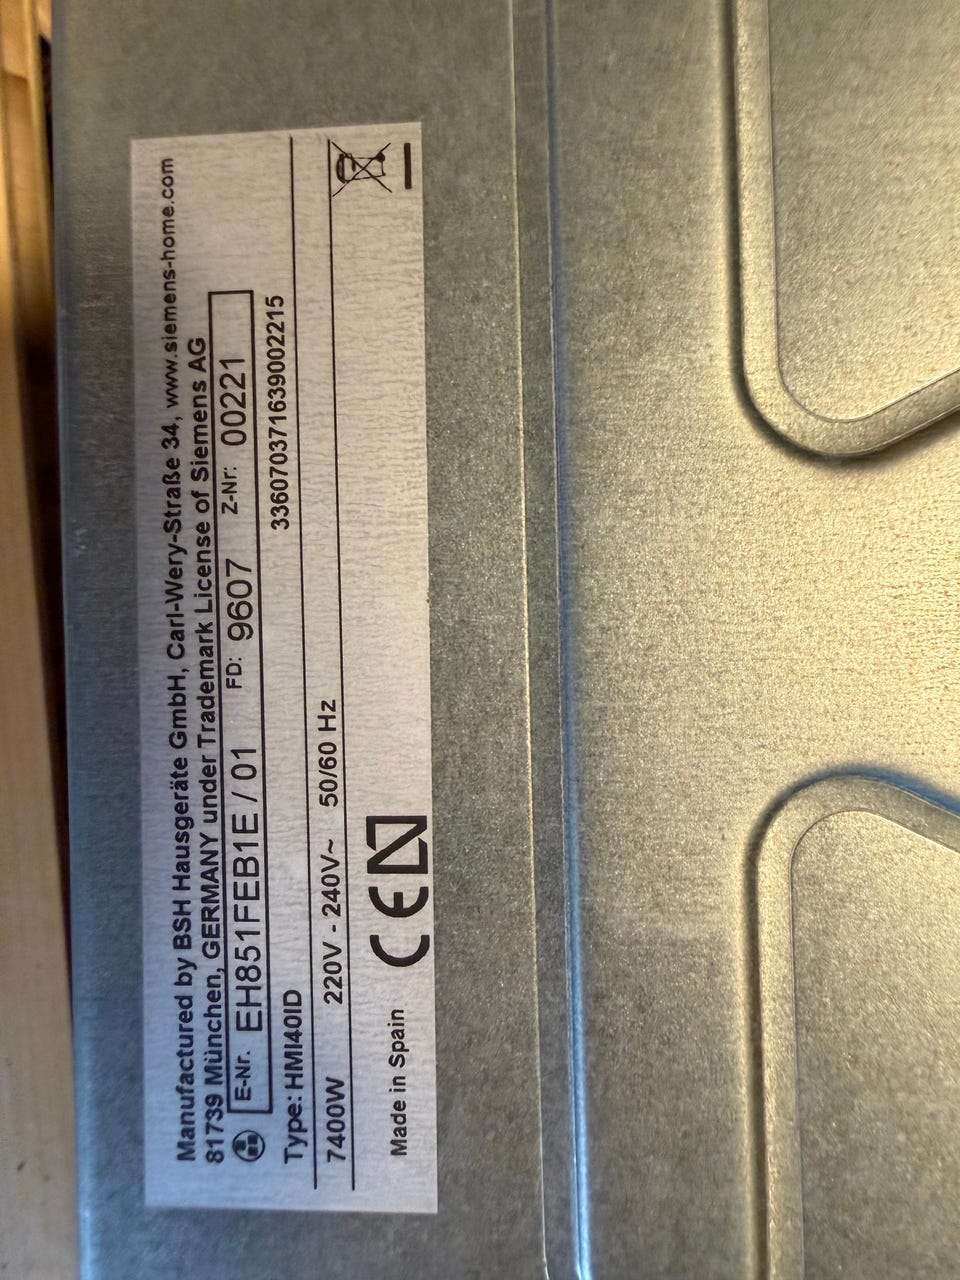 Manufactured by BSH Hausgeräte GmbH, Carl-Wery-Straße 34, www.siemens-home.com
81739 München, GERMANY under Trademark License of Siemens AG
E-Nr. EH851FEB1E / 01 FD: 9607 Z-Nr: 00221
Type: HMI40ID 336070371639002215
7400W 220V - 240V~ 50/60 Hz
Made in Spain CE N